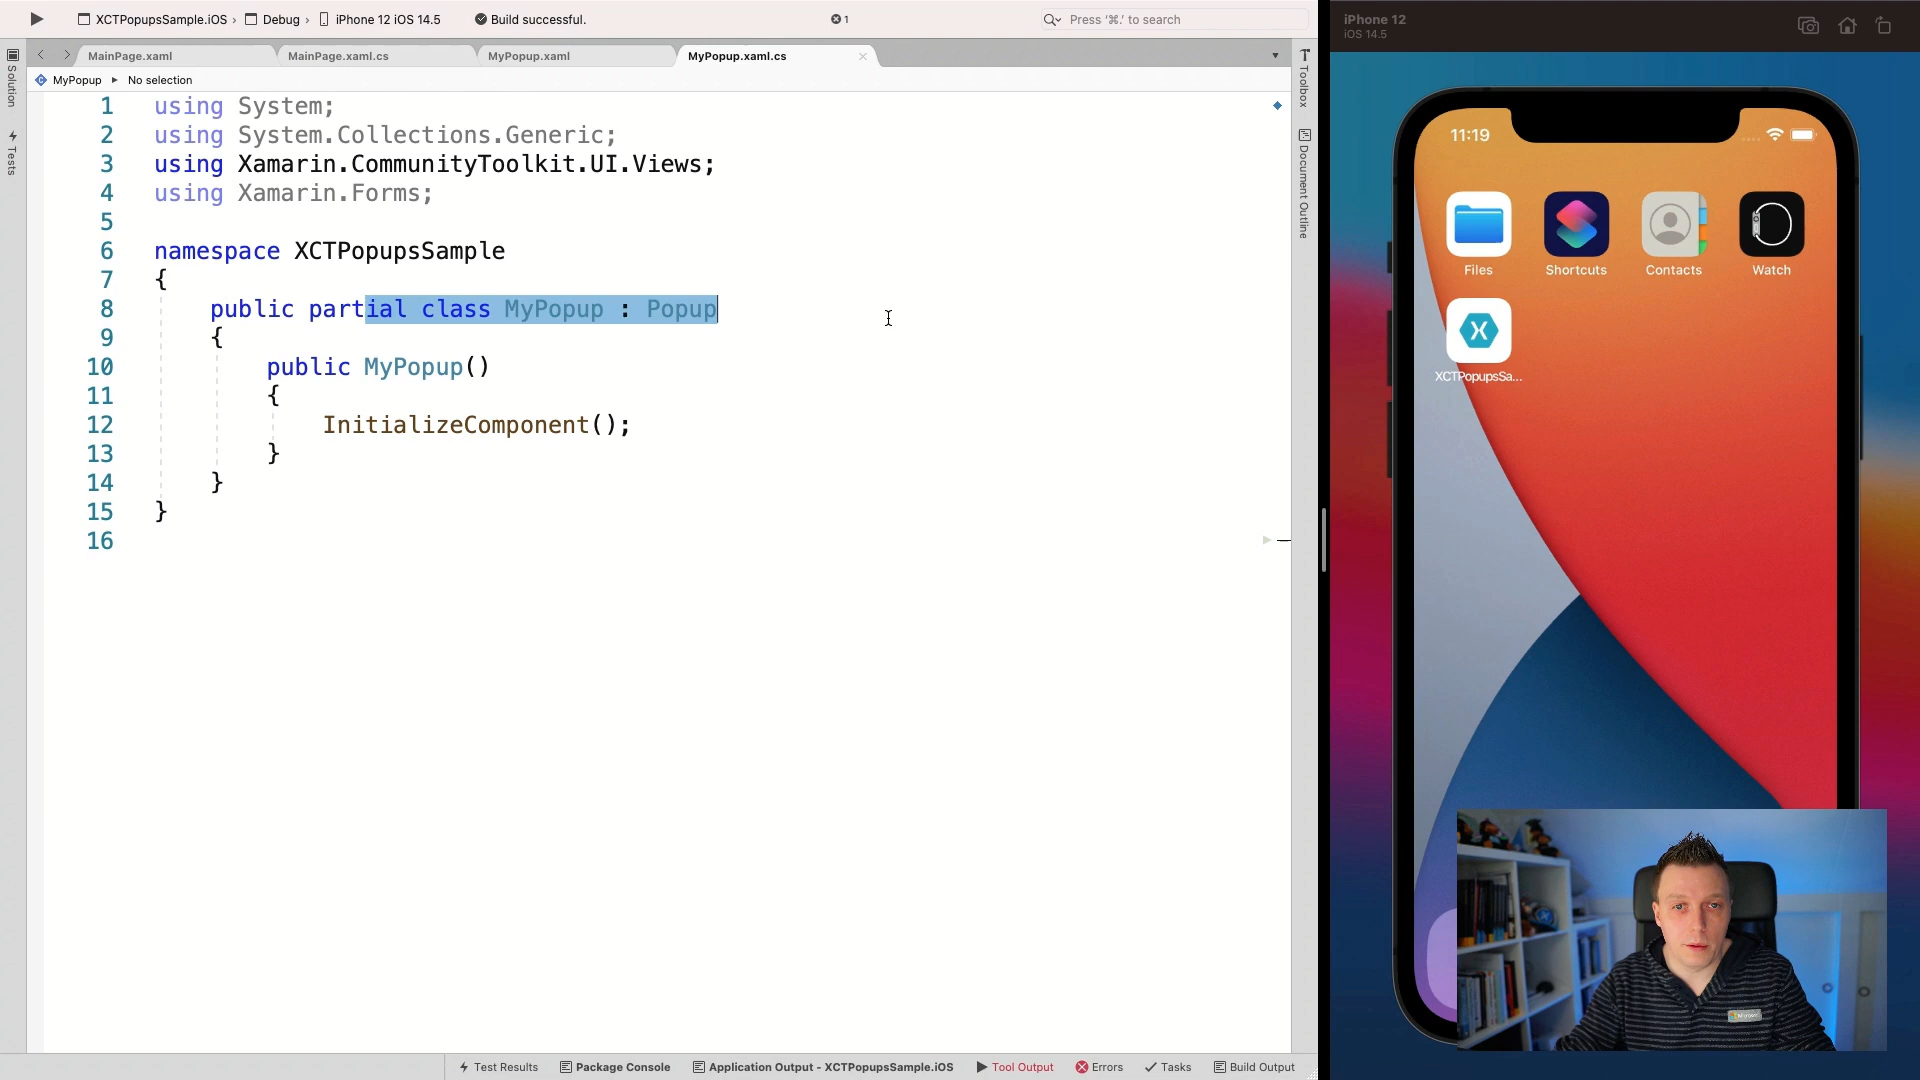 XCTPopupsSample.iOS › Debug › iPhone 12 iOS 14.5 Build successful. 1 Press '⌘.' to search
MainPage.xaml MainPage.xaml.cs MyPopup.xaml MyPopup.xaml.cs
MyPopup ▸ No selection
Solution
Tests
1 using System;
2 using System.Collections.Generic;
3 using Xamarin.CommunityToolkit.UI.Views;
4 using Xamarin.Forms;
5
6 namespace XCTPopupsSample
7 {
8 public partial class MyPopup : Popup
9 {
10 public MyPopup()
11 {
12 InitializeComponent();
13 }
14 }
15 }
16
Toolbox
Document Outline
Test Results Package Console Application Output - XCTPopupsSample.iOS Tool Output Errors Tasks Build Output
iPhone 12
iOS 14.5
11:19
Files Shortcuts Contacts Watch
XCTPopupsSa...